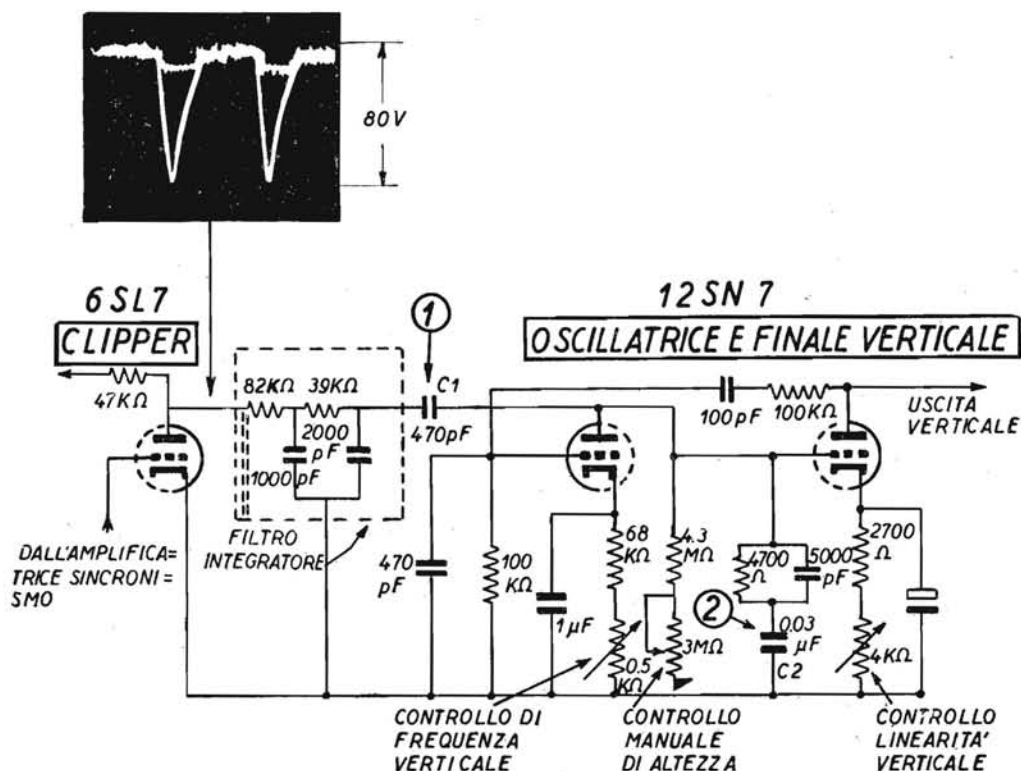 80V
6SL7
CLIPPER
47KΩ
DALL'AMPLIFICA=
TRICE SINCRONI=
SMO
82KΩ
39KΩ
2000
pF
1000pF
FILTRO
INTEGRATORE
1
C1
470pF
12SN7
OSCILLATRICE E FINALE VERTICALE
100pF
100KΩ
USCITA
VERTICALE
470
pF
100
KΩ
1μF
68
KΩ
0.5
KΩ
4.3
MΩ
3MΩ
4700
Ω
5000
pF
2
0,03
μF
C2
2700
Ω
4KΩ
CONTROLLO DI
FREQUENZA
VERTICALE
CONTROLLO
MANUALE
DI ALTEZZA
CONTROLLO
LINEARITA'
VERTICALE